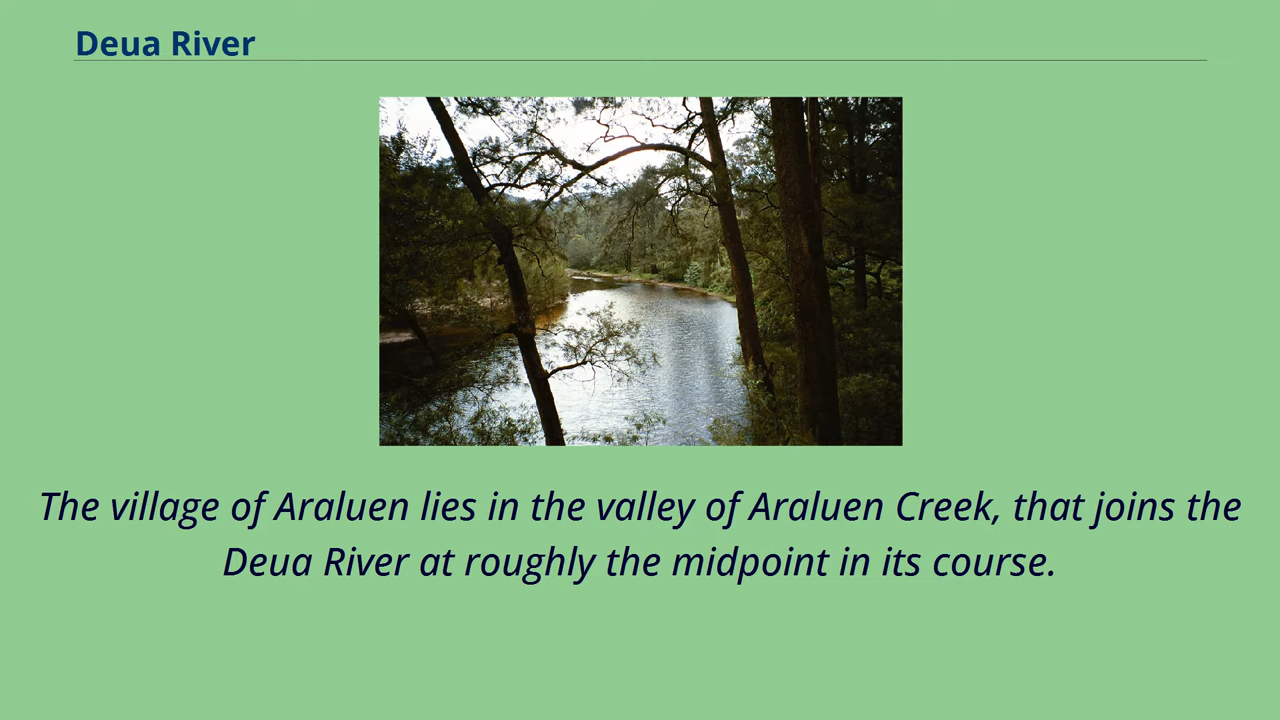 Deua River
The village of Araluen lies in the valley of Araluen Creek, that joins the
Deua River at roughly the midpoint in its course.